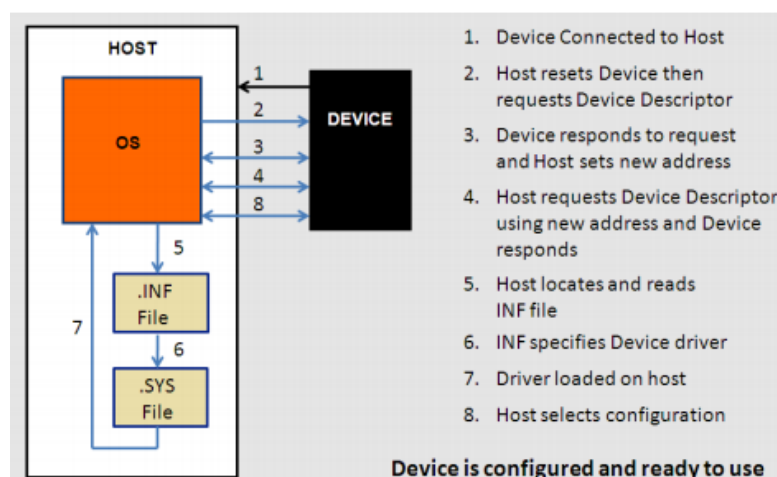 HOST
OS
DEVICE
1
2
3
4
8
5
.INF
File
6
.SYS
File
7
1. Device Connected to Host
2. Host resets Device then
requests Device Descriptor
3. Device responds to request
and Host sets new address
4. Host requests Device Descriptor
using new address and Device
responds
5. Host locates and reads
INF file
6. INF specifies Device driver
7. Driver loaded on host
8. Host selects configuration
Device is configured and ready to use